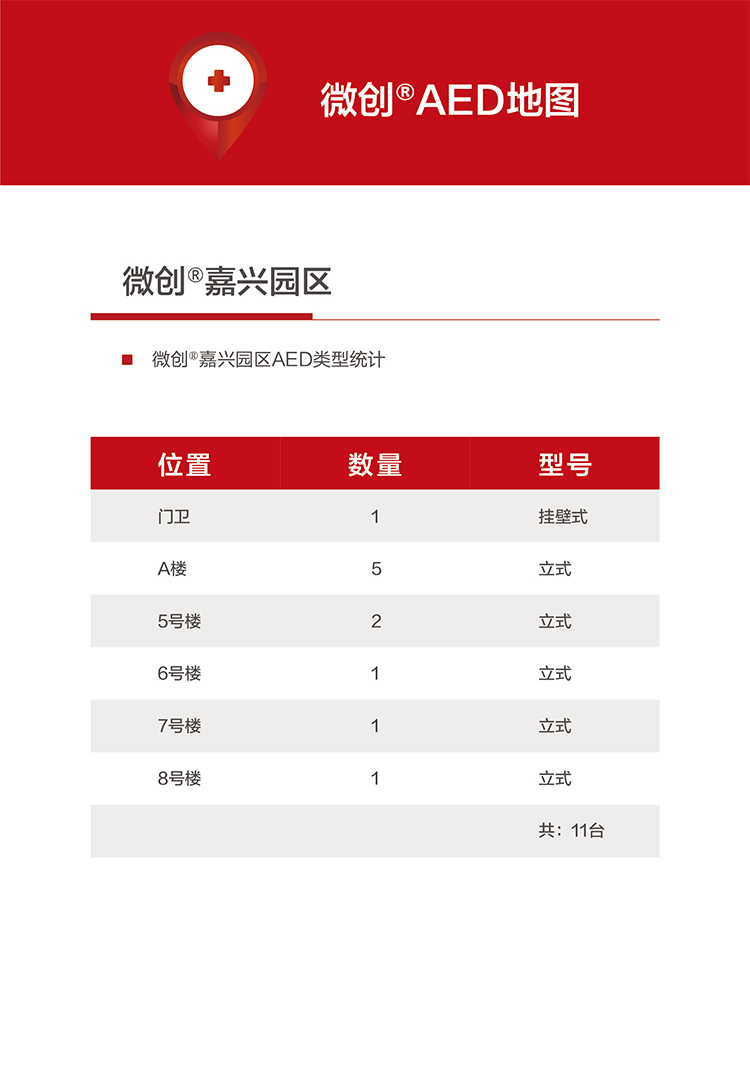 微创®AED地图
微创®嘉兴园区
微创®嘉兴园区AED类型统计
位置 数量 型号
门卫 1 挂壁式
A楼 5 立式
5号楼 2 立式
6号楼 1 立式
7号楼 1 立式
8号楼 1 立式
共：11台